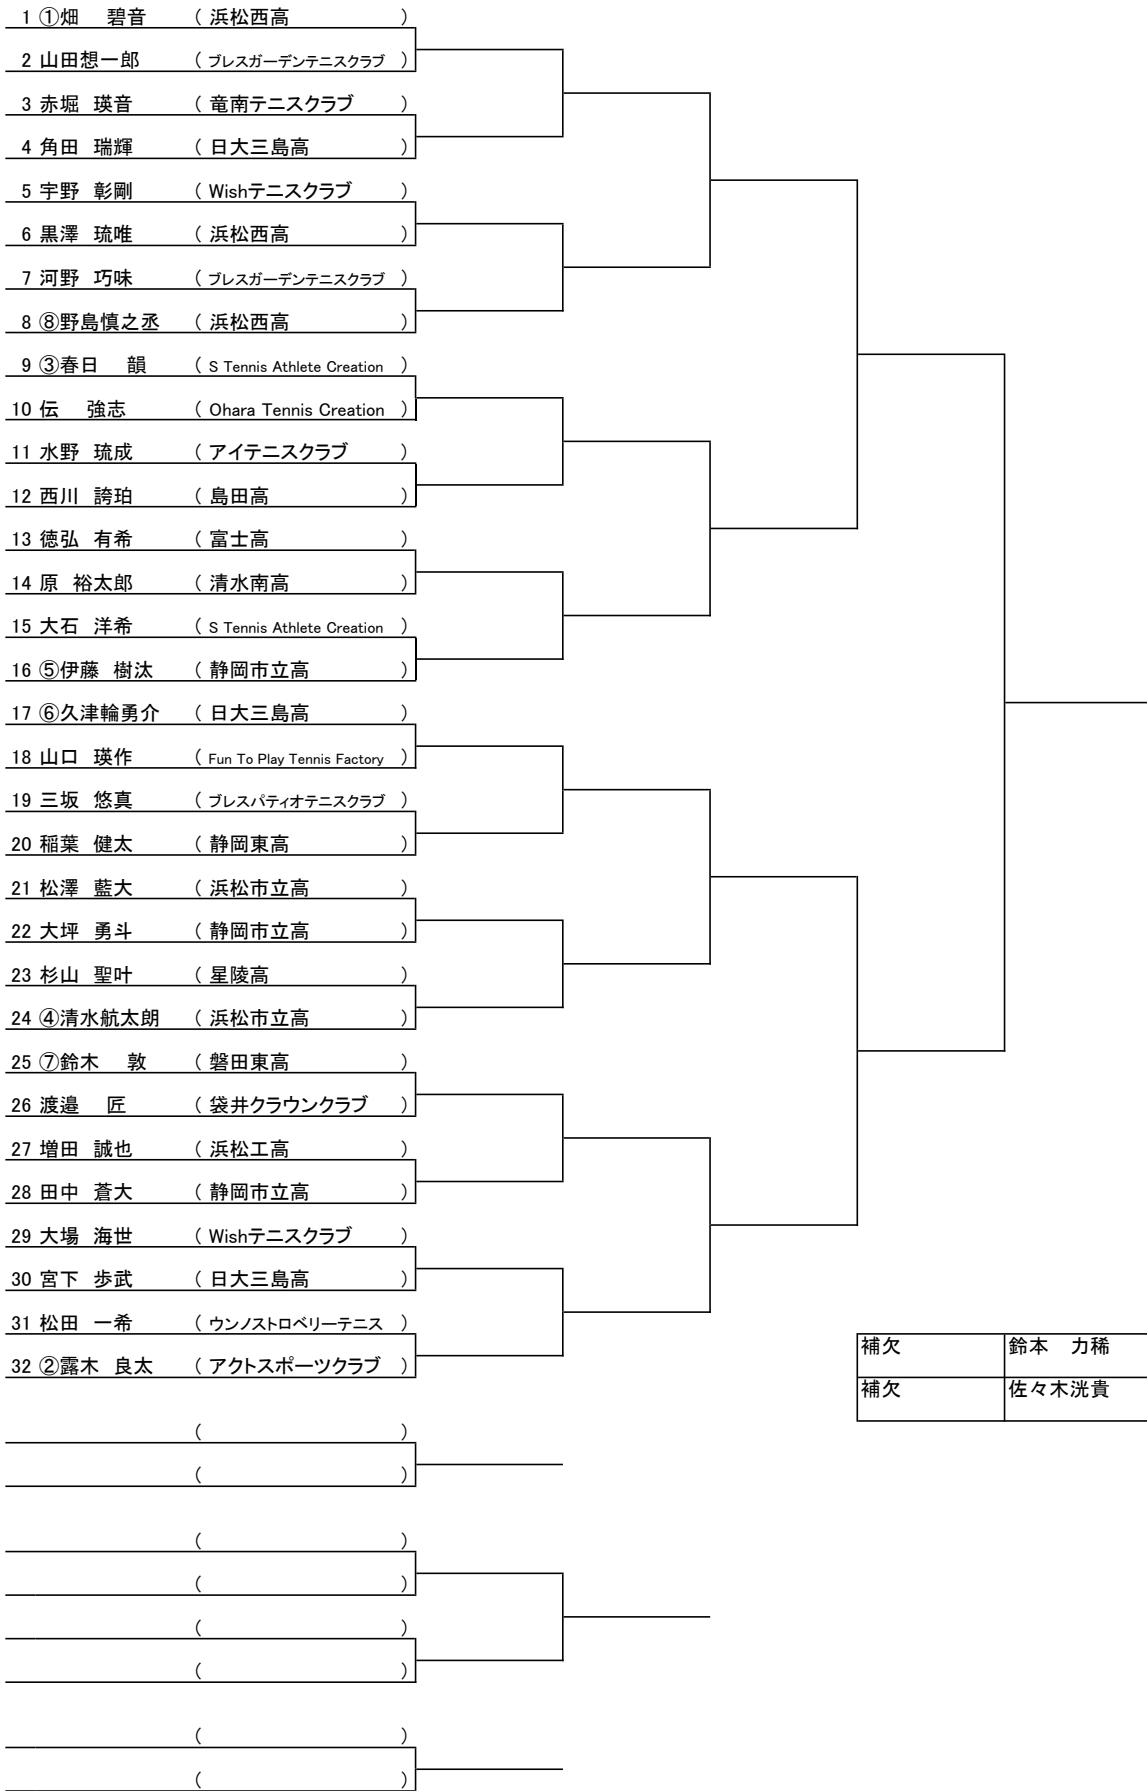 1 ①畑　碧音 ( 浜松西高 )
2 山田想一郎 ( ブレスガーデンテニスクラブ )
3 赤堀 瑛音 ( 竜南テニスクラブ )
4 角田 瑞輝 ( 日大三島高 )
5 宇野 彰剛 ( Wishテニスクラブ )
6 黒澤 琉唯 ( 浜松西高 )
7 河野 巧味 ( ブレスガーデンテニスクラブ )
8 ⑧野島慎之丞 ( 浜松西高 )
9 ③春日　韻 ( S Tennis Athlete Creation )
10 伝　強志 ( Ohara Tennis Creation )
11 水野 琉成 ( アイテニスクラブ )
12 西川 誇珀 ( 島田高 )
13 徳弘 有希 ( 富士高 )
14 原 裕太郎 ( 清水南高 )
15 大石 洋希 ( S Tennis Athlete Creation )
16 ⑤伊藤 樹汰 ( 静岡市立高 )
17 ⑥久津輪勇介 ( 日大三島高 )
18 山口 瑛作 ( Fun To Play Tennis Factory )
19 三坂 悠真 ( ブレスパティオテニスクラブ )
20 稲葉 健太 ( 静岡東高 )
21 松澤 藍大 ( 浜松市立高 )
22 大坪 勇斗 ( 静岡市立高 )
23 杉山 聖叶 ( 星陵高 )
24 ④清水航太朗 ( 浜松市立高 )
25 ⑦鈴木　敦 ( 磐田東高 )
26 渡邉　匠 ( 袋井クラウンクラブ )
27 増田 誠也 ( 浜松工高 )
28 田中 蒼大 ( 静岡市立高 )
29 大場 海世 ( Wishテニスクラブ )
30 宮下 歩武 ( 日大三島高 )
31 松田 一希 ( ウンノストロベリーテニス )
32 ②露木 良太 ( アクトスポーツクラブ )
補欠 鈴本　力稀
補欠 佐々木洸貴
( )
( )
( )
( )
( )
( )
( )
( )